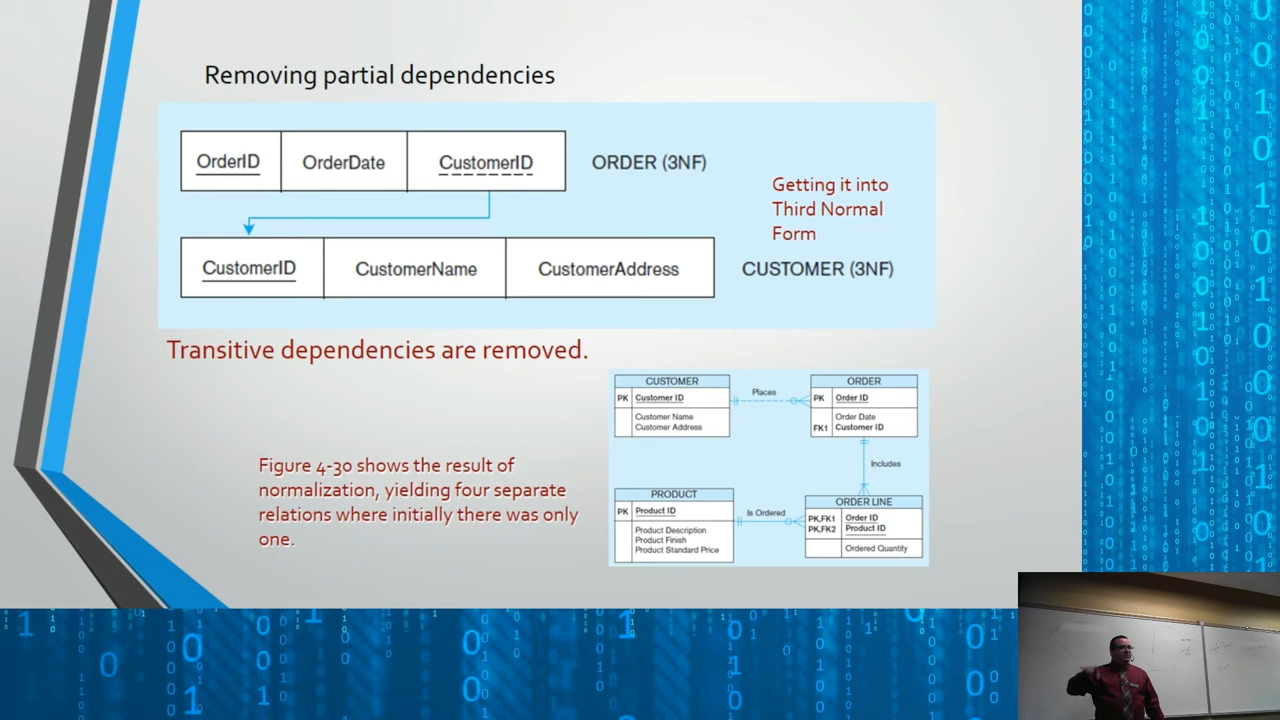 Removing partial dependencies
OrderID OrderDate CustomerID ORDER (3NF)
Getting it into
Third Normal
Form
CustomerID CustomerName CustomerAddress CUSTOMER (3NF)
Transitive dependencies are removed.
Figure 4-30 shows the result of
normalization, yielding four separate
relations where initially there was only
one.
CUSTOMER
PK Customer ID
Customer Name
Customer Address
Places
ORDER
PK Order ID
Order Date
FK1 Customer ID
Includes
PRODUCT
PK Product ID
Product Description
Product Finish
Product Standard Price
Is Ordered
ORDER LINE
PK,FK1 Order ID
PK,FK2 Product ID
Ordered Quantity